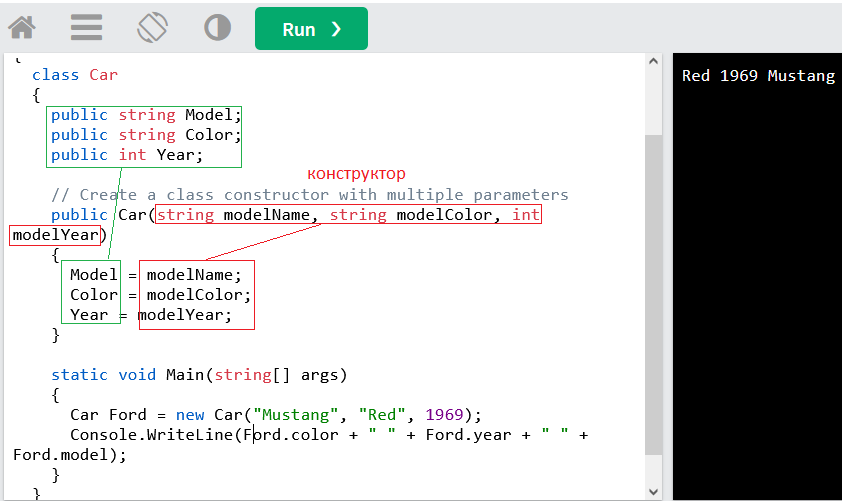 Run ❯
{
class Car
{
public string Model;
public string Color;
public int Year;
конструктор
// Create a class constructor with multiple parameters
public Car(string modelName, string modelColor, int
modelYear)
{
Model = modelName;
Color = modelColor;
Year = modelYear;
}
static void Main(string[] args)
{
Car Ford = new Car("Mustang", "Red", 1969);
Console.WriteLine(Ford.color + " " + Ford.year + " " +
Ford.model);
}
}
Red 1969 Mustang